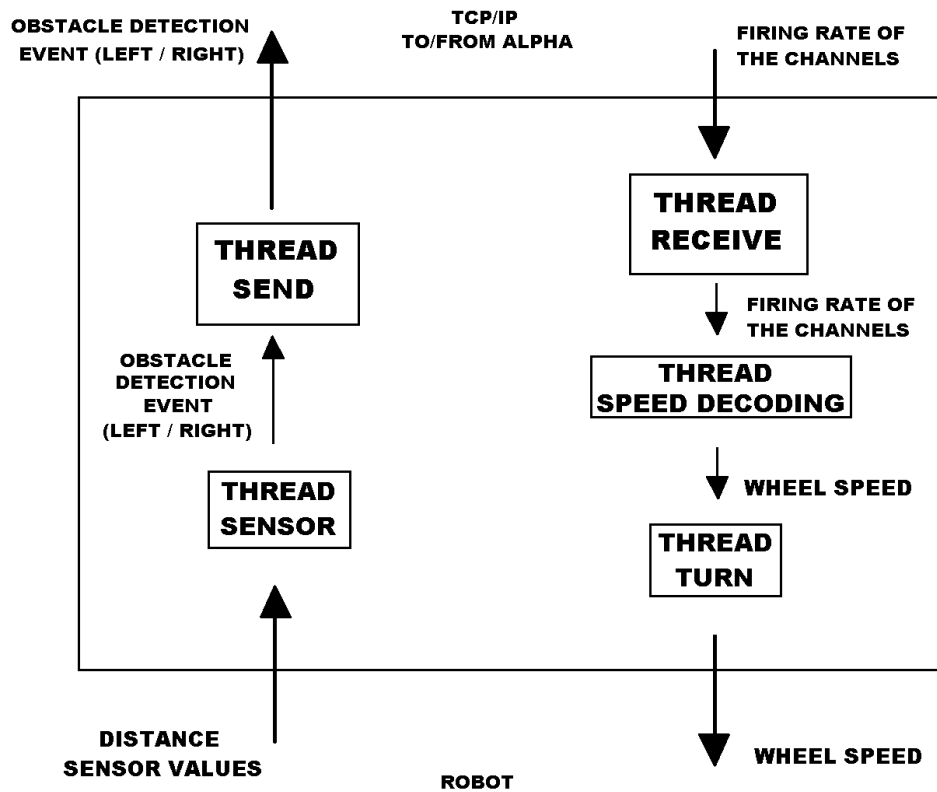 OBSTACLE DETECTION
EVENT (LEFT / RIGHT)
TCP/IP
TO/FROM ALPHA
FIRING RATE OF
THE CHANNELS
THREAD
SEND
OBSTACLE
DETECTION
EVENT
(LEFT / RIGHT)
THREAD
SENSOR
DISTANCE
SENSOR VALUES
THREAD
RECEIVE
FIRING RATE OF
THE CHANNELS
THREAD
SPEED DECODING
WHEEL SPEED
THREAD
TURN
WHEEL SPEED
ROBOT